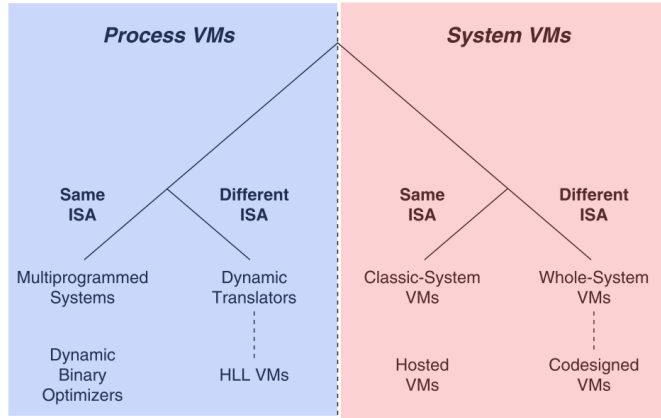 Process VMs
System VMs
Same
ISA
Different
ISA
Same
ISA
Different
ISA
Multiprogrammed
Systems
Dynamic
Translators
Classic-System
VMs
Whole-System
VMs
Dynamic
Binary
Optimizers
HLL VMs
Hosted
VMs
Codesigned
VMs